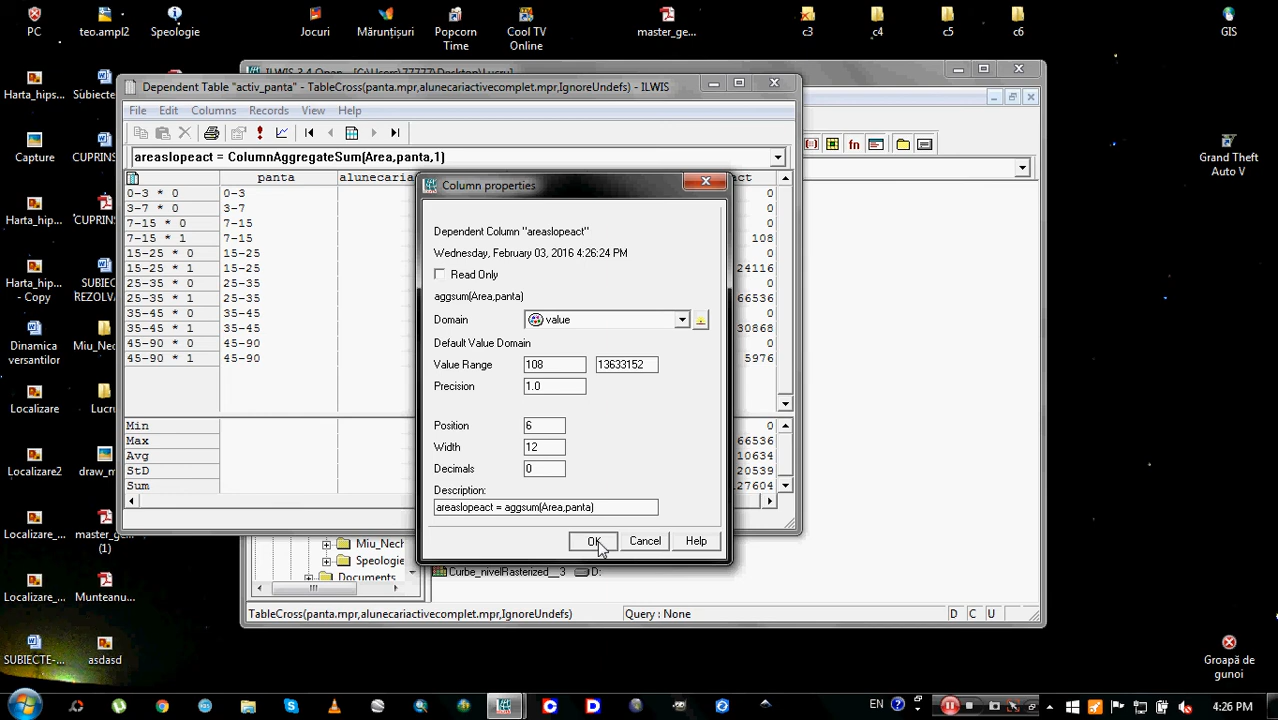 PC
teo.ampl2
Speologie
Jocuri
Mărunțișuri
Popcorn
Time
Cool TV
Online
master_ge...
c3
c4
c5
c6
GIS
Harta_hips...
Subiecte
Dependent Table "activ_panta" - TableCross(panta.mpr,alunecariactivecomplet.mpr,IgnoreUndefs) - ILWIS
File Edit Columns Records View Help
fn
areaslopeact = ColumnAggregateSum(Area,panta,1)
Capture
CUPRINS
Grand Theft
Auto V
panta
0-3 * 0 0-3 0
3-7 * 0 3-7 0
7-15 * 0 7-15 0
7-15 * 1 7-15 108
15-25 * 0 15-25 0
15-25 * 1 15-25 24116
25-35 * 0 25-35 0
25-35 * 1 25-35 66536
35-45 * 0 35-45 0
35-45 * 1 35-45 30868
45-90 * 0 45-90 0
45-90 * 1 45-90 5976
Min 0
Max 66536
Avg 10634
StD 20539
Sum 127604
Column properties
Dependent Column "areaslopeact"
Wednesday, February 03, 2016 4:26:24 PM
Read Only
aggsum(Area,panta)
Domain value
Default Value Domain
Value Range 108 13633152
Precision 1.0
Position 6
Width 12
Decimals 0
Description:
areaslopeact = aggsum(Area,panta)
OK Cancel Help
Harta_hip...
CUPRINS
Harta_hip...
- Copy
SUBIE
REZOLVA
Dinamica
versantilor
Miu_Nec
Localizare
Lucru
Localizare2
draw_m
Localizare_...
master_ge...
(1)
Localizare_...
Munteanu...
SUBIECTE-...
asdasd
Miu_Nech
Speologie
Documents
Curbe_nivelRasterized__3 D:
TableCross(panta.mpr,alunecariactivecomplet.mpr,IgnoreUndefs) Query : None D C U
Groapă de
gunoi
EN
4:26 PM